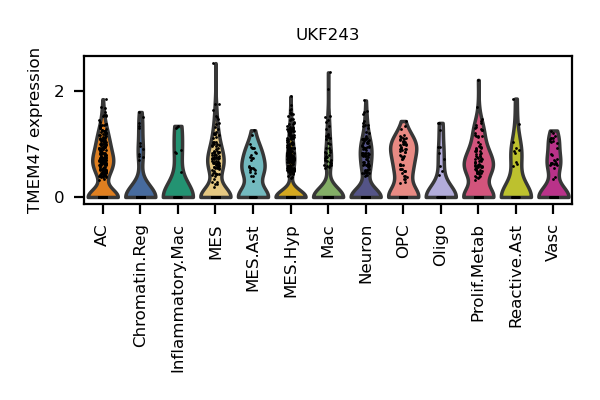 UKF243
TMEM47 expression
2
0
AC
Chromatin.Reg
Inflammatory.Mac
MES
MES.Ast
MES.Hyp
Mac
Neuron
OPC
Oligo
Prolif.Metab
Reactive.Ast
Vasc